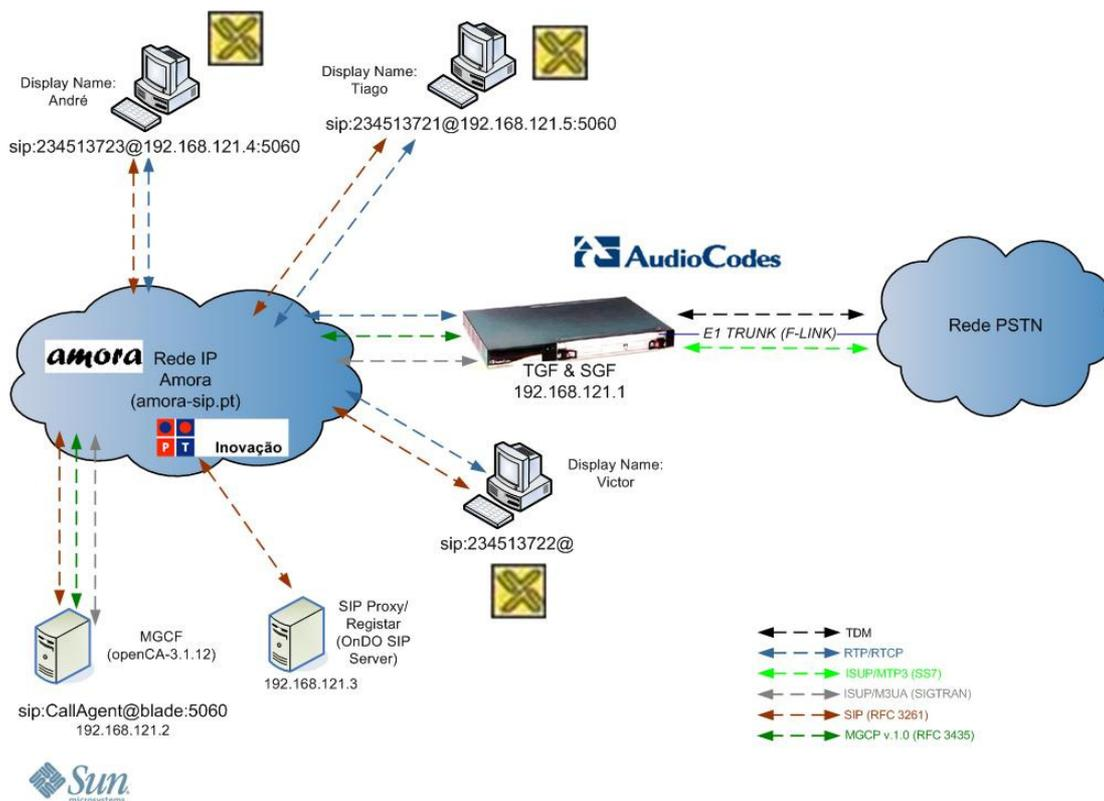 Display Name:
André
sip:234513723@192.168.121.4:5060
Display Name:
Tiago
sip:234513721@192.168.121.5:5060
AudioCodes
amora
Rede IP
Amora
(amora-sip.pt)
P T Inovação
TGF & SGF
192.168.121.1
E1 TRUNK (F-LINK)
Rede PSTN
Display Name:
Victor
sip:234513722@
MGCF
(openCA-3.1.12)
sip:CallAgent@blade:5060
192.168.121.2
SIP Proxy/
Registar
(OnDO SIP
Server)
192.168.121.3
TDM
RTP/RTCP
ISUP/MTP3 (SS7)
ISUP/M3UA (SIGTRAN)
SIP (RFC 3261)
MGCP v.1.0 (RFC 3435)
Sun
microsystems